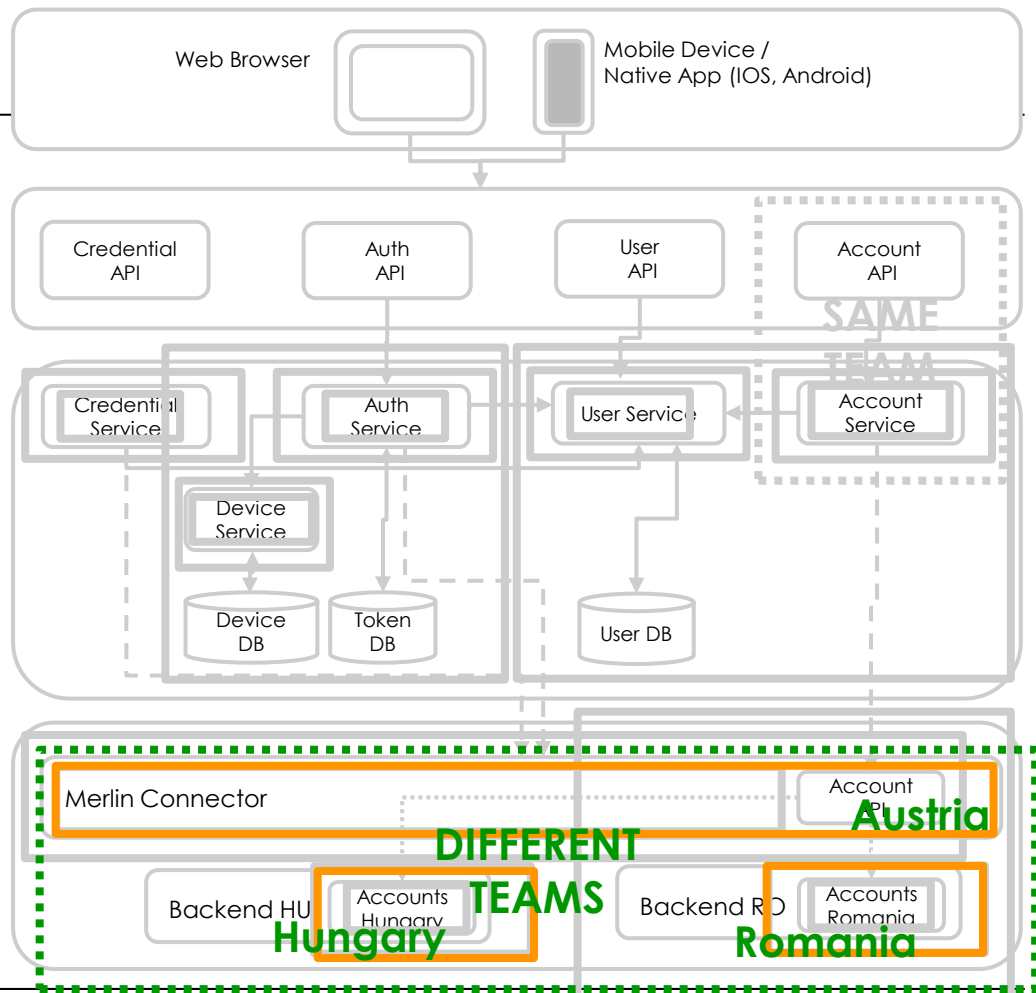 Web Browser
Mobile Device /
Native App (IOS, Android)
Credential
API
Auth
API
User
API
Account
API
SAME
TEAM
Credential
Service
Auth
Service
User Service
Account
Service
Device
Service
Device
DB
Token
DB
User DB
Merlin Connector
Account
API
Austria
DIFFERENT
TEAMS
Backend HU
Accounts
Hungary
Hungary
Backend RO
Accounts
Romania
Romania